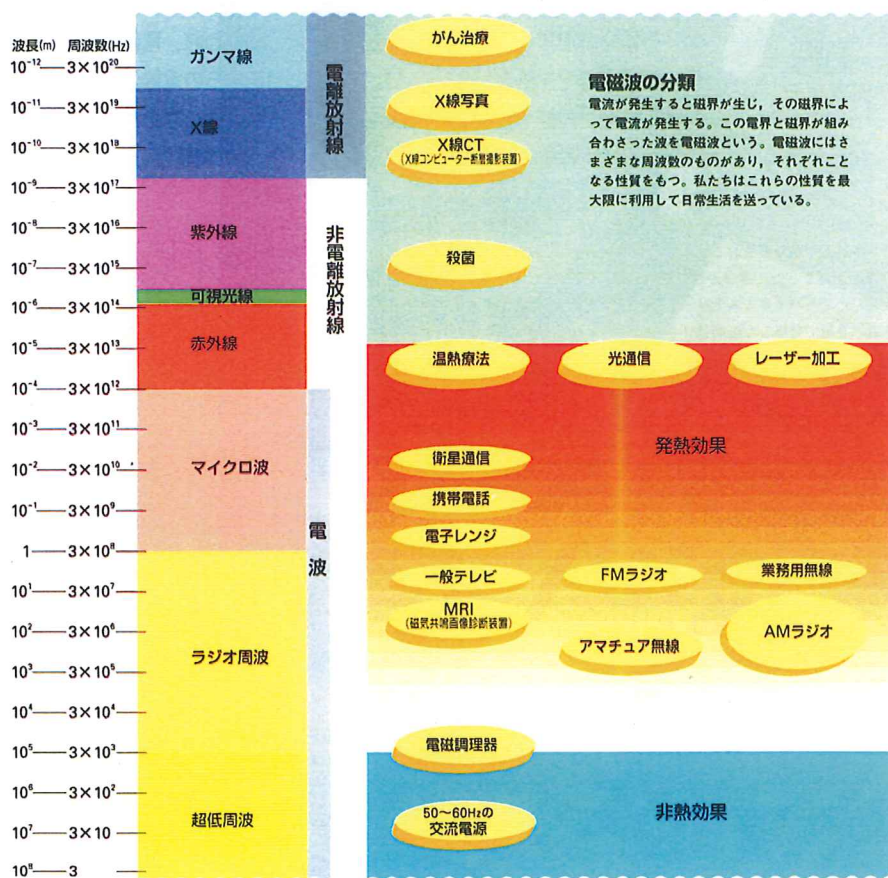 波長(m) 周波数(Hz)
10⁻¹² 3×10²⁰
10⁻¹¹ 3×10¹⁹
10⁻¹⁰ 3×10¹⁸
10⁻⁹ 3×10¹⁷
10⁻⁸ 3×10¹⁶
10⁻⁷ 3×10¹⁵
10⁻⁶ 3×10¹⁴
10⁻⁵ 3×10¹³
10⁻⁴ 3×10¹²
10⁻³ 3×10¹¹
10⁻² 3×10¹⁰
10⁻¹ 3×10⁹
1 3×10⁸
10¹ 3×10⁷
10² 3×10⁶
10³ 3×10⁵
10⁴ 3×10⁴
10⁵ 3×10³
10⁶ 3×10²
10⁷ 3×10
10⁸ 3
ガンマ線
X線
紫外線
可視光線
赤外線
マイクロ波
ラジオ周波
超低周波
電離放射線
非電離放射線
電波
がん治療
X線写真
X線CT
(X線コンピューター断層撮影装置)
殺菌
電磁波の分類
電流が発生すると磁界が生じ，その磁界によ
って電流が発生する。この電界と磁界が組み
合わさった波を電磁波という。電磁波にはさ
まざまな周波数のものがあり，それぞれこと
なる性質をもつ。私たちはこれらの性質を最
大限に利用して日常生活を送っている。
温熱療法
光通信
レーザー加工
発熱効果
衛星通信
携帯電話
電子レンジ
一般テレビ
FMラジオ
業務用無線
MRI
(磁気共鳴画像診断装置)
アマチュア無線
AMラジオ
電磁調理器
50〜60Hzの
交流電源
非熱効果